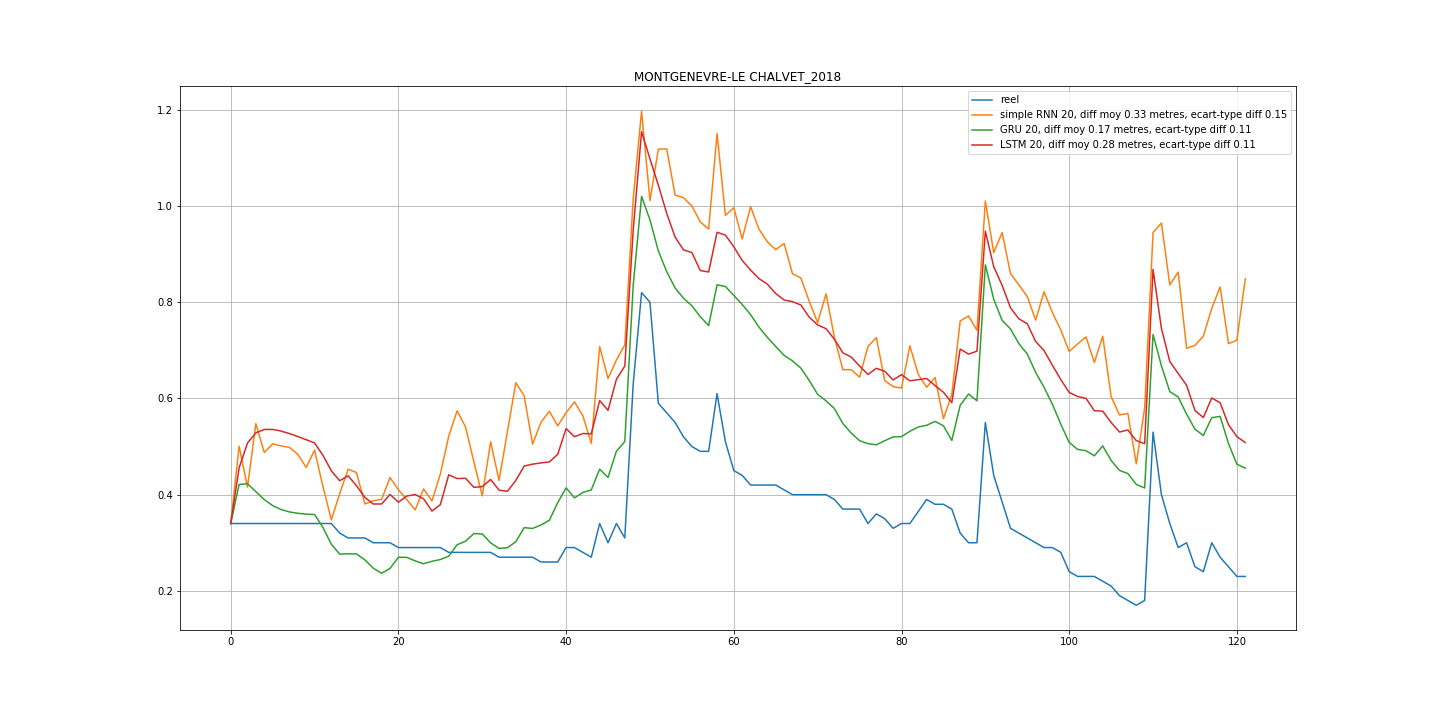 MONTGENEVRE-LE CHALVET_2018
reel
simple RNN 20, diff moy 0.33 metres, ecart-type diff 0.15
GRU 20, diff moy 0.17 metres, ecart-type diff 0.11
LSTM 20, diff moy 0.28 metres, ecart-type diff 0.11
1.2
1.0
0.8
0.6
0.4
0.2
0 20 40 60 80 100 120